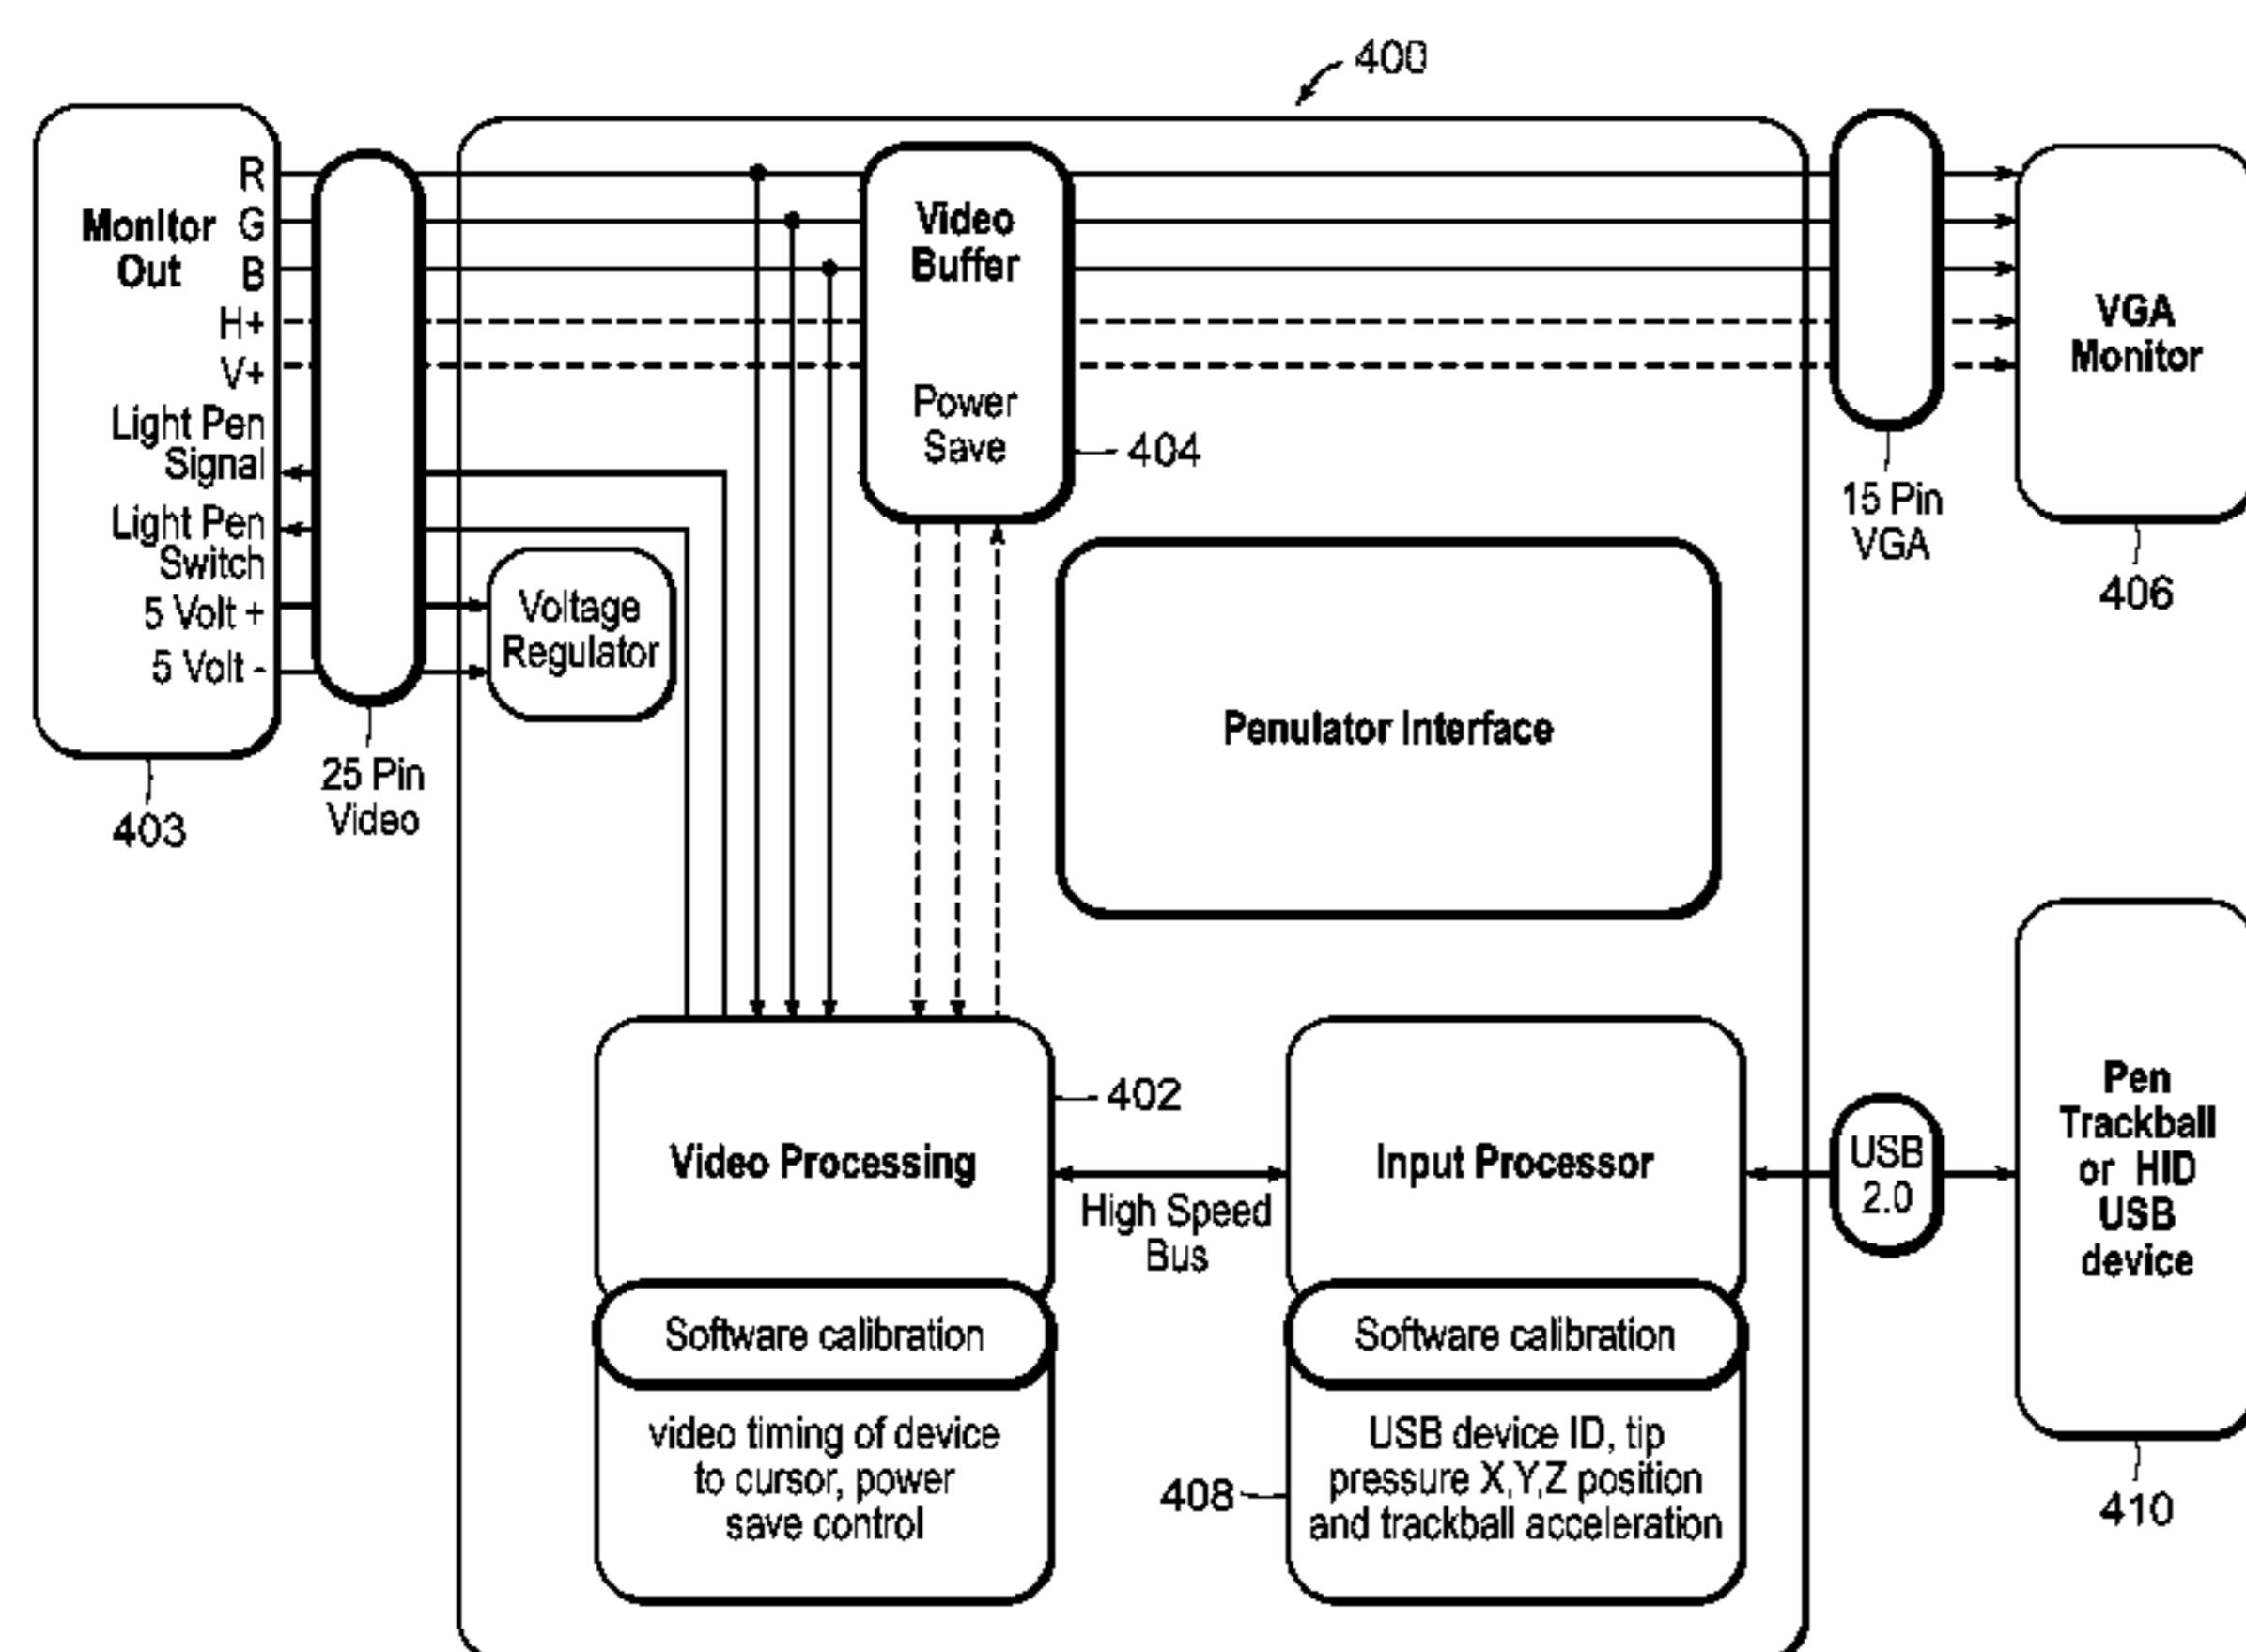 400
R
Monitor G
Out B
H+
V+
Light Pen
Signal
Light Pen
Switch
5 Volt +
5 Volt -
403
25 Pin
Video
Voltage
Regulator
Video
Buffer
Power
Save
404
15 Pin
VGA
VGA
Monitor
406
Penulator Interface
402
Video Processing
High Speed
Bus
Input Processor
USB
2.0
Pen
Trackball
or HID
USB
device
410
Software calibration
video timing of device
to cursor, power
save control
Software calibration
USB device ID, tip
pressure X,Y,Z position
and trackball acceleration
408